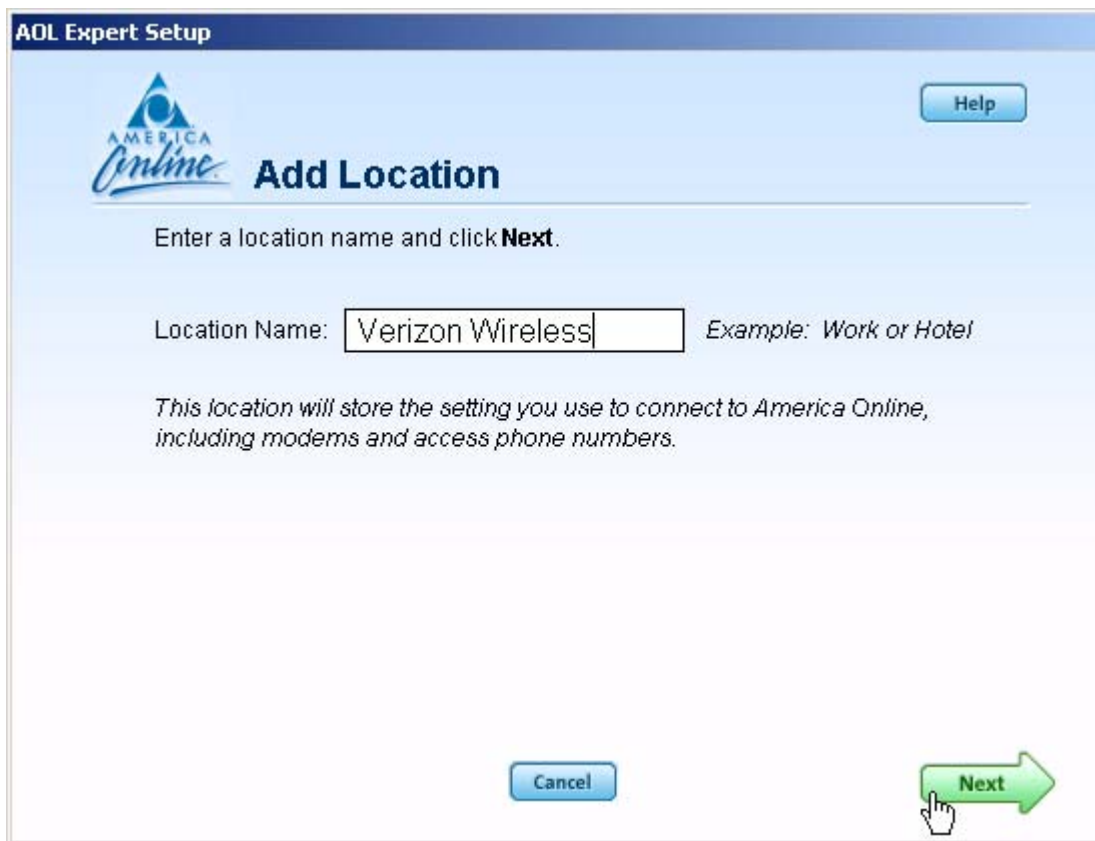 AOL Expert Setup
Help
AMERICA
Online.
Add Location
Enter a location name and click Next.
Location Name: Verizon Wireless Example: Work or Hotel
This location will store the setting you use to connect to America Online,
including modems and access phone numbers.
Cancel
Next